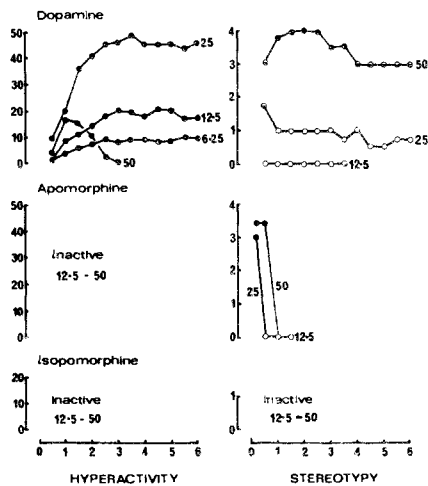 Dopamine
50
40
30
20
10
0
25
12·5
6·25
50
4
3
2
1
0
50
25
12·5
Apomorphine
50
40
30
20
10
0
Inactive
12·5 - 50
4
3
2
1
0
25
50
12·5
Isopomorphine
20
10
0
Inactive
12·5 - 50
1
0
Inactive
12·5 - 50
0 1 2 3 4 5 6
0 1 2 3 4 5 6
HYPERACTIVITY
STEREOTYPY